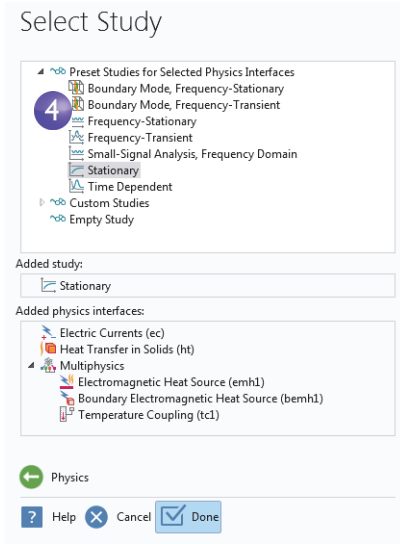 Select Study
Preset Studies for Selected Physics Interfaces
Boundary Mode, Frequency-Stationary
4
Boundary Mode, Frequency-Transient
Frequency-Stationary
Frequency-Transient
Small-Signal Analysis, Frequency Domain
Stationary
Time Dependent
Custom Studies
Empty Study
Added study:
Stationary
Added physics interfaces:
Electric Currents (ec)
Heat Transfer in Solids (ht)
Multiphysics
Electromagnetic Heat Source (emh1)
Boundary Electromagnetic Heat Source (bemh1)
Temperature Coupling (tc1)
Physics
? Help Cancel Done